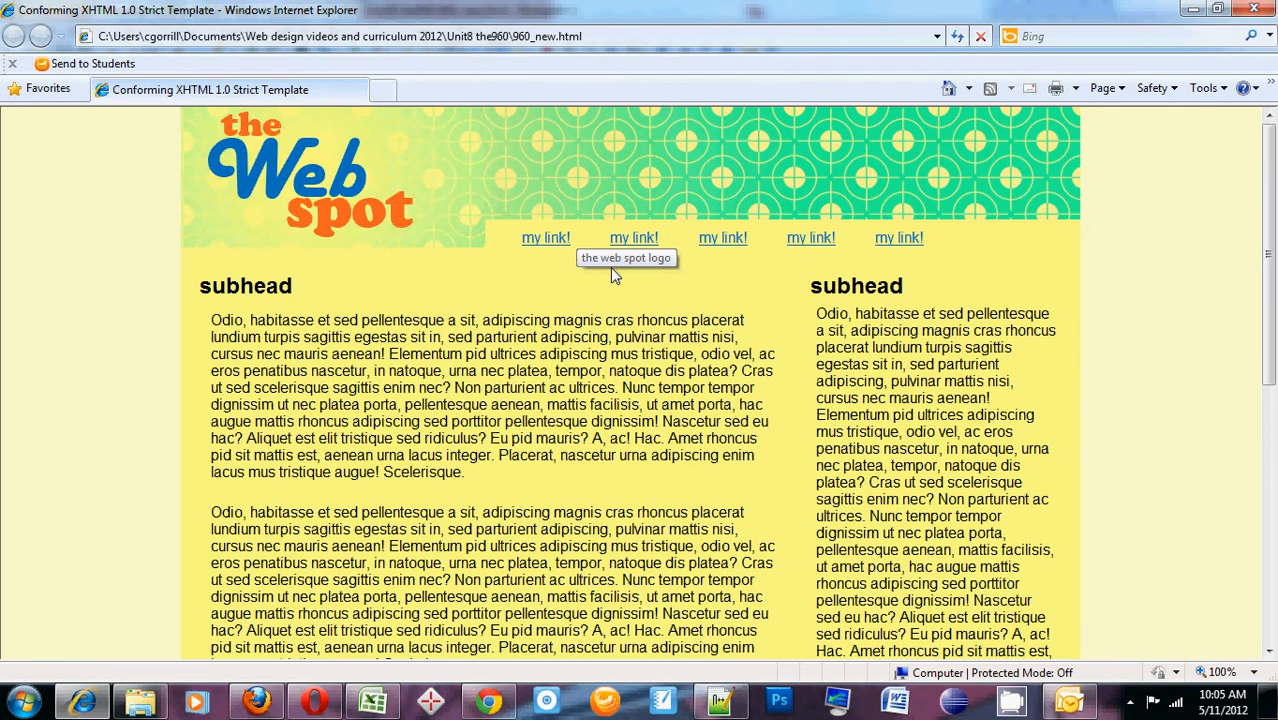 Conforming XHTML 1.0 Strict Template - Windows Internet Explorer
C:\Users\cgorrill\Documents\Web design videos and curriculum 2012\Unit8 the960\960_new.html
Bing
Send to Students
Favorites
Conforming XHTML 1.0 Strict Template
Page
Safety
Tools
the
Web
spot
my link! my link! my link! my link! my link!
the web spot logo
subhead
Odio, habitasse et sed pellentesque a sit, adipiscing magnis cras rhoncus placerat
lundium turpis sagittis egestas sit in, sed parturient adipiscing, pulvinar mattis nisi,
cursus nec mauris aenean! Elementum pid ultrices adipiscing mus tristique, odio vel, ac
eros penatibus nascetur, in natoque, urna nec platea, tempor, natoque dis platea? Cras
ut sed scelerisque sagittis enim nec? Non parturient ac ultrices. Nunc tempor tempor
dignissim ut nec platea porta, pellentesque aenean, mattis facilisis, ut amet porta, hac
augue mattis rhoncus adipiscing sed porttitor pellentesque dignissim! Nascetur sed eu
hac? Aliquet est elit tristique sed ridiculus? Eu pid mauris? A, ac! Hac. Amet rhoncus
pid sit mattis est, aenean urna lacus integer. Placerat, nascetur urna adipiscing enim
lacus mus tristique augue! Scelerisque.
Odio, habitasse et sed pellentesque a sit, adipiscing magnis cras rhoncus placerat
lundium turpis sagittis egestas sit in, sed parturient adipiscing, pulvinar mattis nisi,
cursus nec mauris aenean! Elementum pid ultrices adipiscing mus tristique, odio vel, ac
eros penatibus nascetur, in natoque, urna nec platea, tempor, natoque dis platea? Cras
ut sed scelerisque sagittis enim nec? Non parturient ac ultrices. Nunc tempor tempor
dignissim ut nec platea porta, pellentesque aenean, mattis facilisis, ut amet porta, hac
augue mattis rhoncus adipiscing sed porttitor pellentesque dignissim! Nascetur sed eu
hac? Aliquet est elit tristique sed ridiculus? Eu pid mauris? A, ac! Hac. Amet rhoncus
pid sit mattis est, aenean urna lacus integer. Placerat, nascetur urna adipiscing enim
subhead
Odio, habitasse et sed pellentesque
a sit, adipiscing magnis cras rhoncus
placerat lundium turpis sagittis
egestas sit in, sed parturient
adipiscing, pulvinar mattis nisi,
cursus nec mauris aenean!
Elementum pid ultrices adipiscing
mus tristique, odio vel, ac eros
penatibus nascetur, in natoque, urna
nec platea, tempor, natoque dis
platea? Cras ut sed scelerisque
sagittis enim nec? Non parturient ac
ultrices. Nunc tempor tempor
dignissim ut nec platea porta,
pellentesque aenean, mattis facilisis,
ut amet porta, hac augue mattis
rhoncus adipiscing sed porttitor
pellentesque dignissim! Nascetur
sed eu hac? Aliquet est elit tristique
sed ridiculus? Eu pid mauris? A, ac!
Hac. Amet rhoncus pid sit mattis est,
Computer | Protected Mode: Off
100%
Ps
10:05 AM
5/11/2012